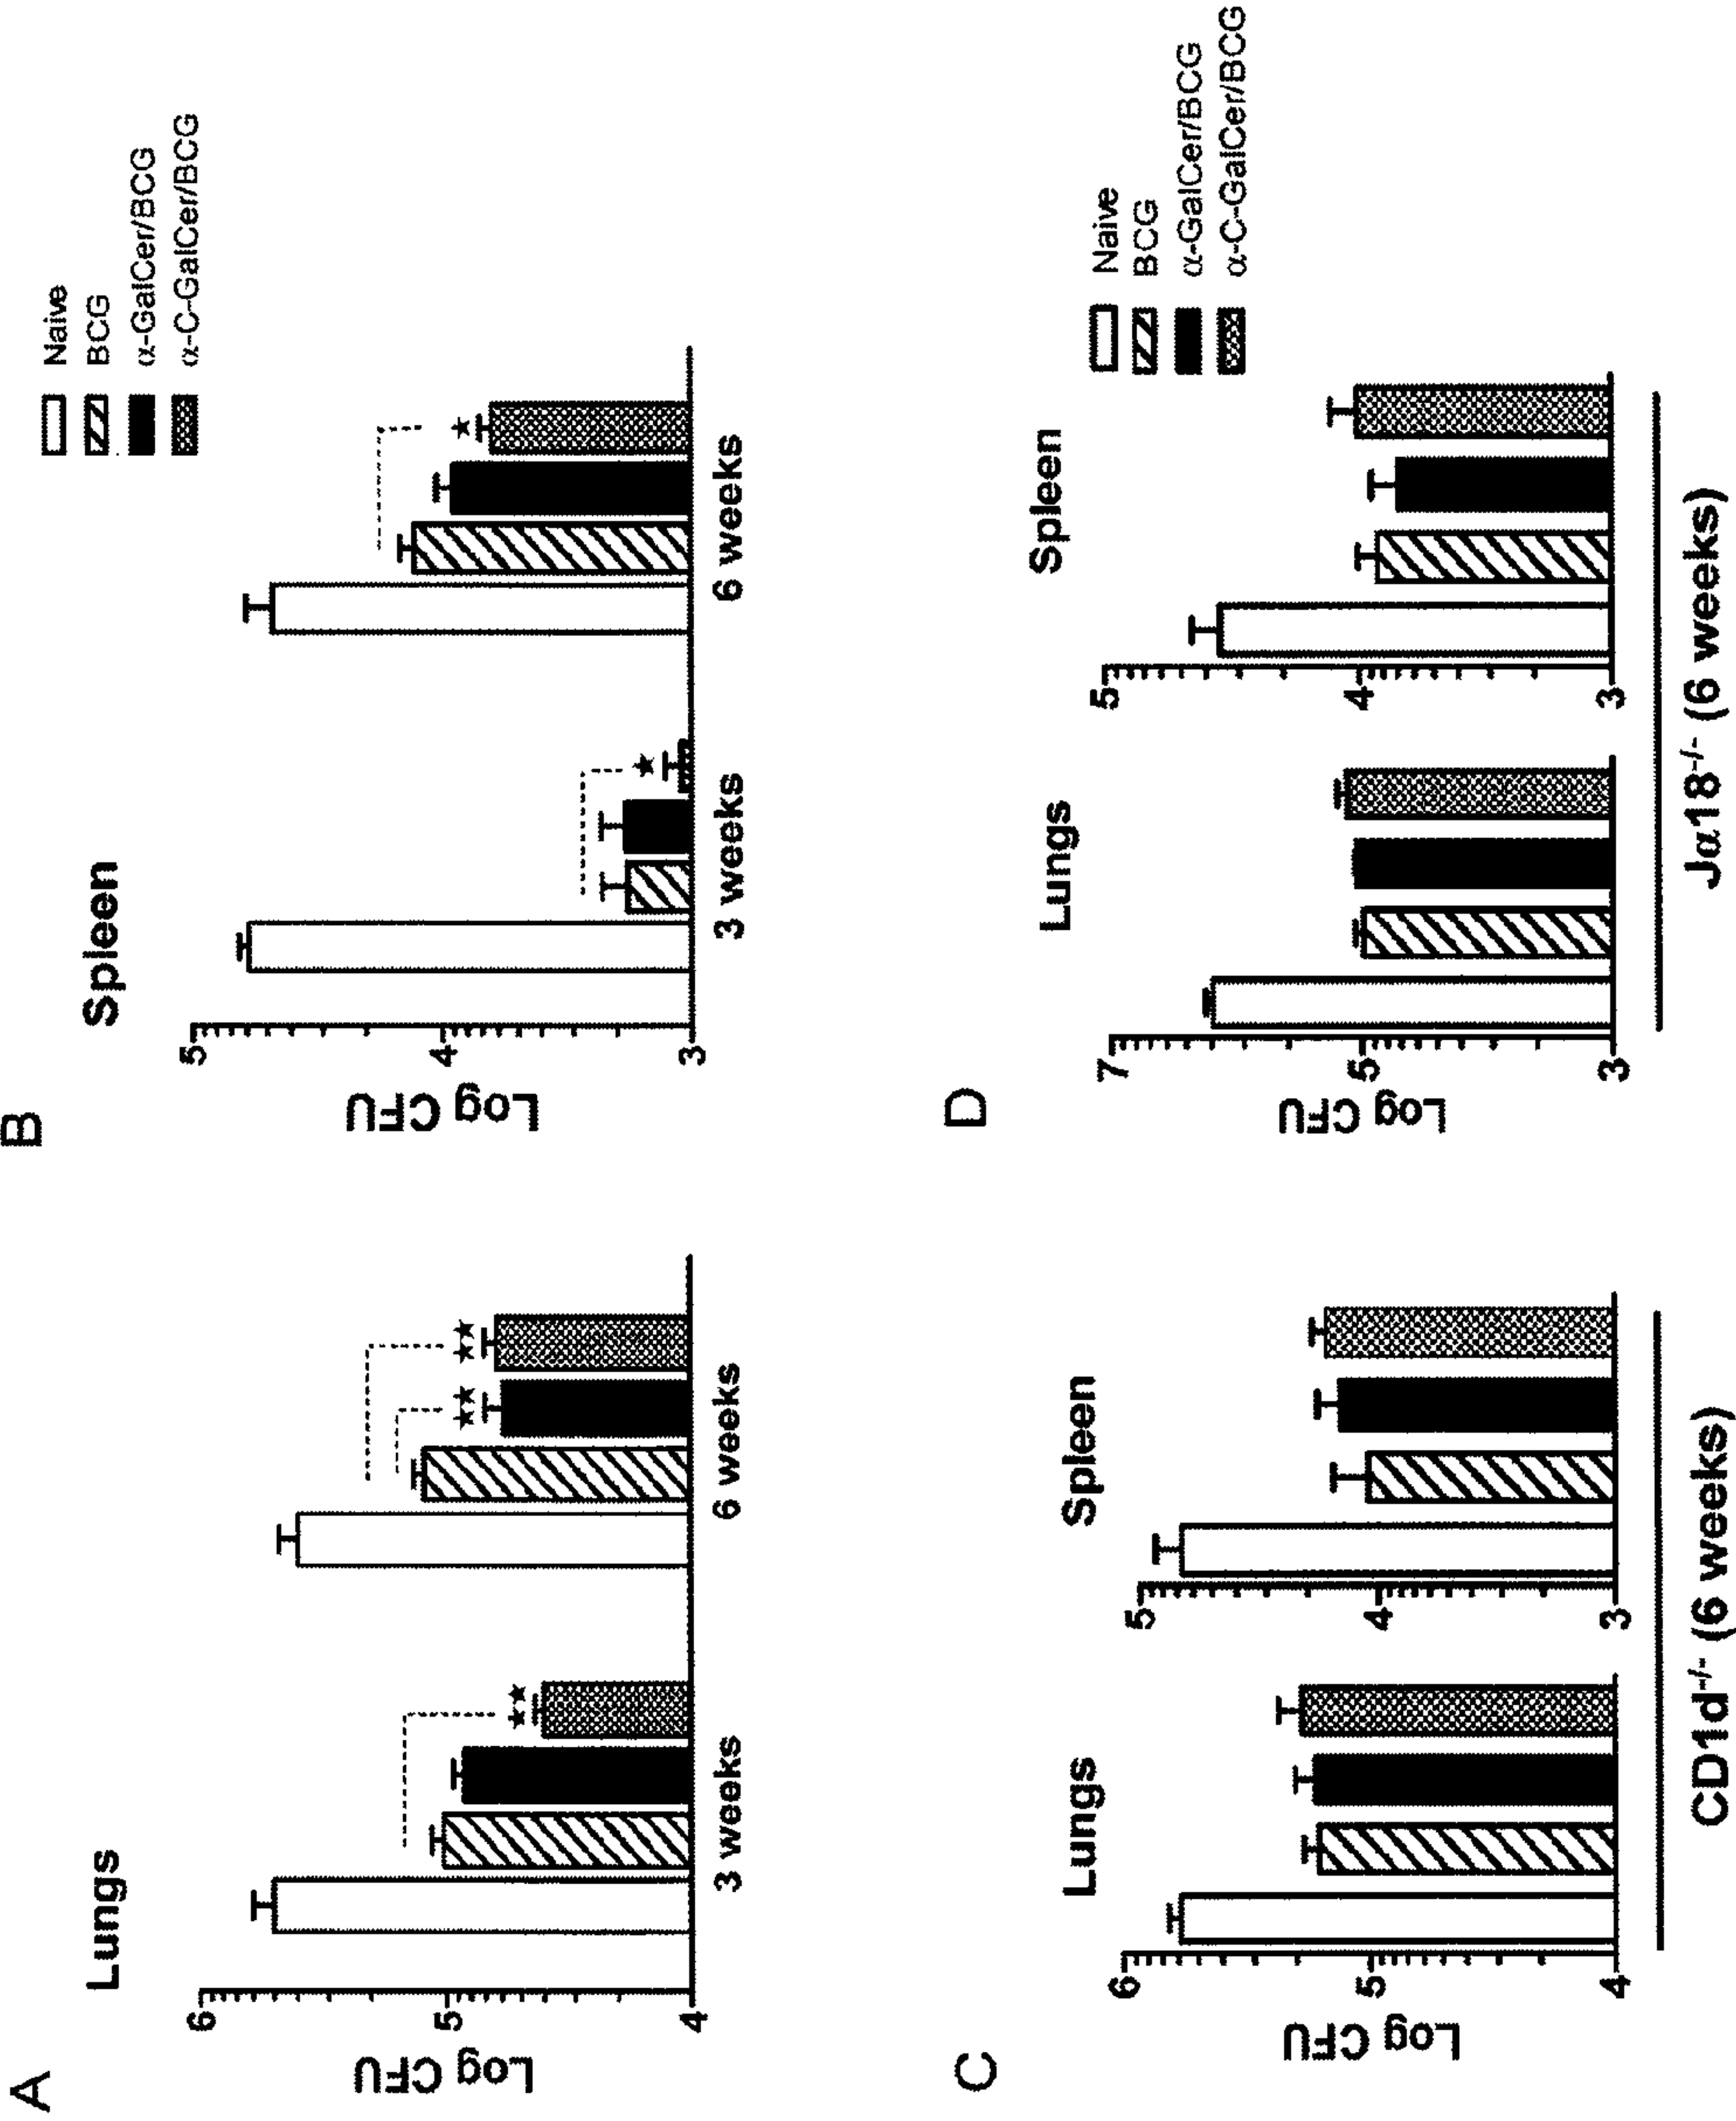 A
Lungs
Log CFU
6
5
4
3 weeks
6 weeks
★★
★★
★★
B
Spleen
Log CFU
5
4
3
3 weeks
6 weeks
★
★
Naive
BCG
α-GalCer/BCG
α-C-GalCer/BCG
C
Lungs
Log CFU
6
5
4
Spleen
5
4
3
CD1d-/- (6 weeks)
D
Lungs
Log CFU
7
5
3
Spleen
5
4
3
Naive
BCG
α-GalCer/BCG
α-C-GalCer/BCG
Jα18-/- (6 weeks)